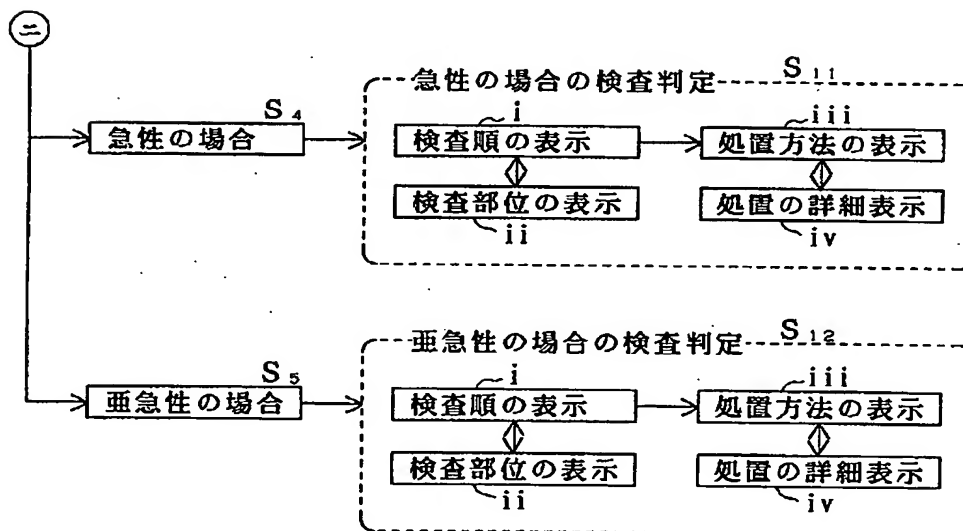 ニ
急性の場合の検査判定 S₁₁
S₄
急性の場合
i
検査順の表示
iii
処置方法の表示
検査部位の表示
ii
処置の詳細表示
iv
亜急性の場合の検査判定 S₁₂
S₅
亜急性の場合
i
検査順の表示
iii
処置方法の表示
検査部位の表示
ii
処置の詳細表示
iv